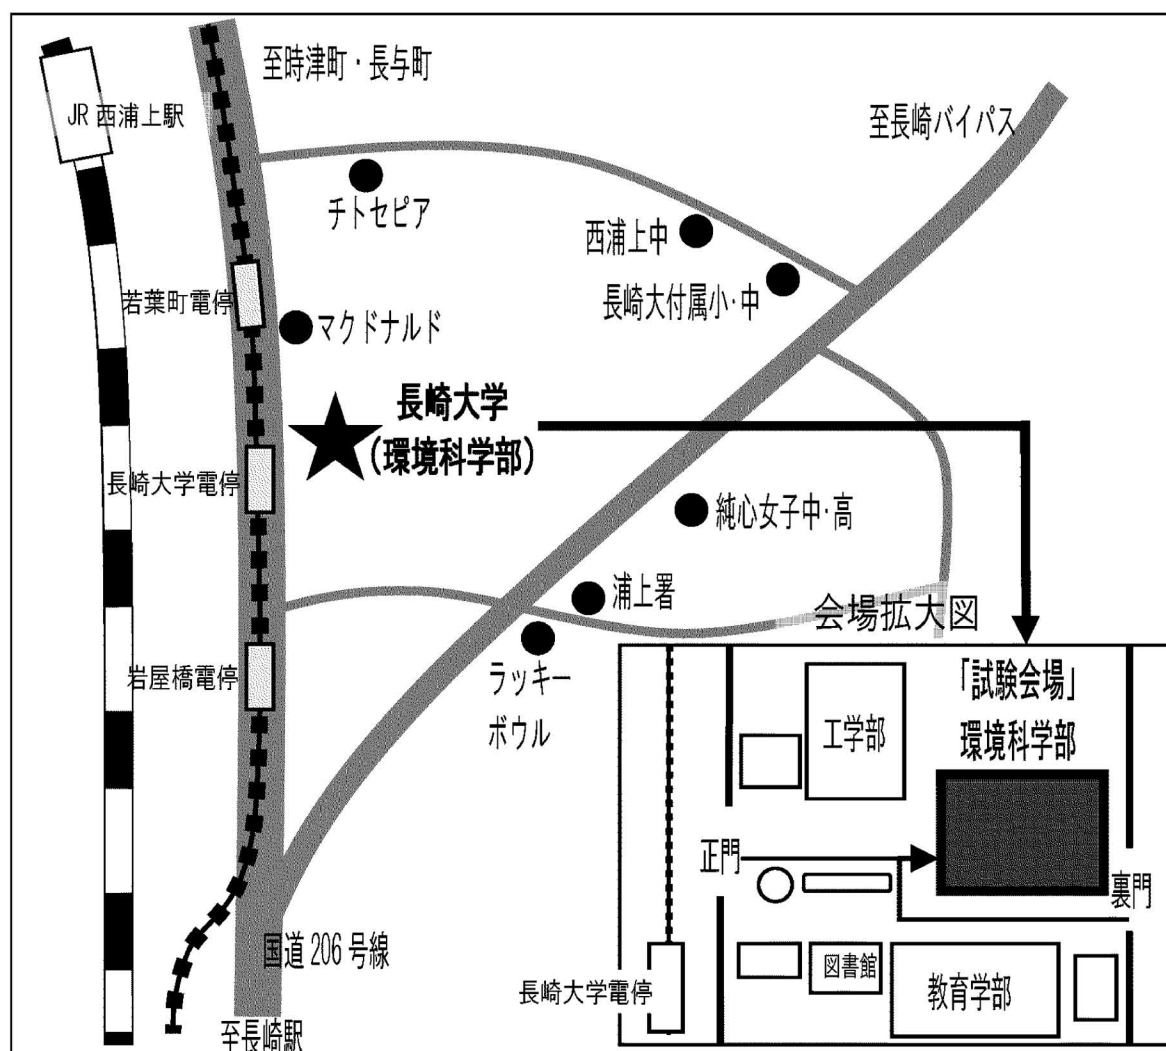 至時津町・長与町
JR 西浦上駅
至長崎バイパス
チトセピア
西浦上中
長崎大付属小・中
若葉町電停
マクドナルド
長崎大学
(環境科学部)
長崎大学電停
純心女子中・高
浦上署
会場拡大図
岩屋橋電停
ラッキー
ボウル
「試験会場」
環境科学部
工学部
正門
裏門
国道 206 号線
図書館
教育学部
長崎大学電停
至長崎駅